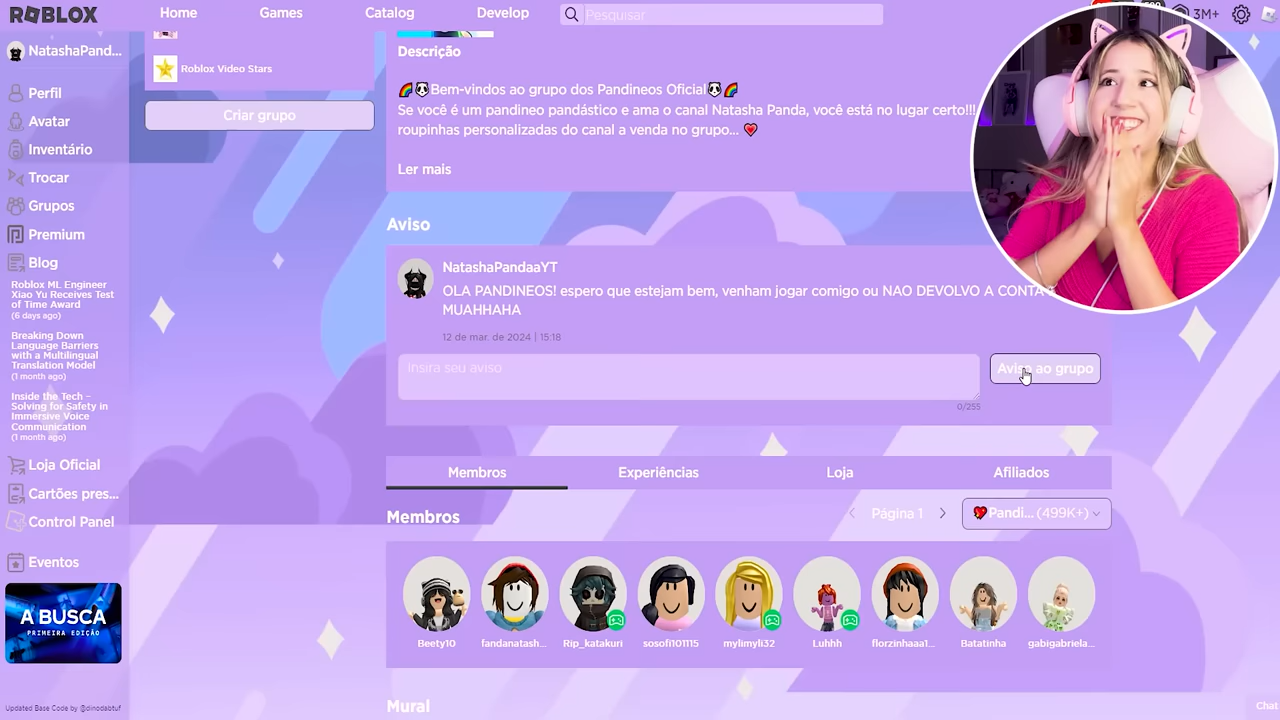 ROBLOX
Home
Games
Catalog
Develop
Pesquisar
3M+
NatashaPand...
Perfil
Avatar
Inventário
Trocar
Grupos
Premium
Blog
Roblox ML Engineer
Xiao Yu Receives Test
of Time Award
(6 days ago)
Breaking Down
Language Barriers
with a Multilingual
Translation Model
(1 month ago)
Inside the Tech –
Solving for Safety in
Immersive Voice
Communication
(1 month ago)
Loja Oficial
Cartões pres...
Control Panel
Eventos
A BUSCA
PRIMEIRA EDIÇÃO
Updated Base Code by @dinodabtuf
Roblox Video Stars
Criar grupo
Descrição
🌈🐼Bem-vindos ao grupo dos Pandineos Oficial🐼🌈
Se você é um pandineo pandástico e ama o canal Natasha Panda, você está no lugar certo!!!
roupinhas personalizadas do canal a venda no grupo... ❤️
Ler mais
Aviso
NatashaPandaaYT
OLA PANDINEOS! espero que estejam bem, venham jogar comigo ou NAO DEVOLVO A CONTA
MUAHHAHA
12 de mar. de 2024 | 15:18
Insira seu aviso
Aviso ao grupo
0/255
Membros
Experiências
Loja
Afiliados
Membros
Página 1
💖Pandi... (499K+)
Beety10
fandanatash...
Rip_katakuri
sosofi101115
mylimyli32
Luhhh
florzinhaaa1...
Batatinha
gabigabriela...
Mural
Chat